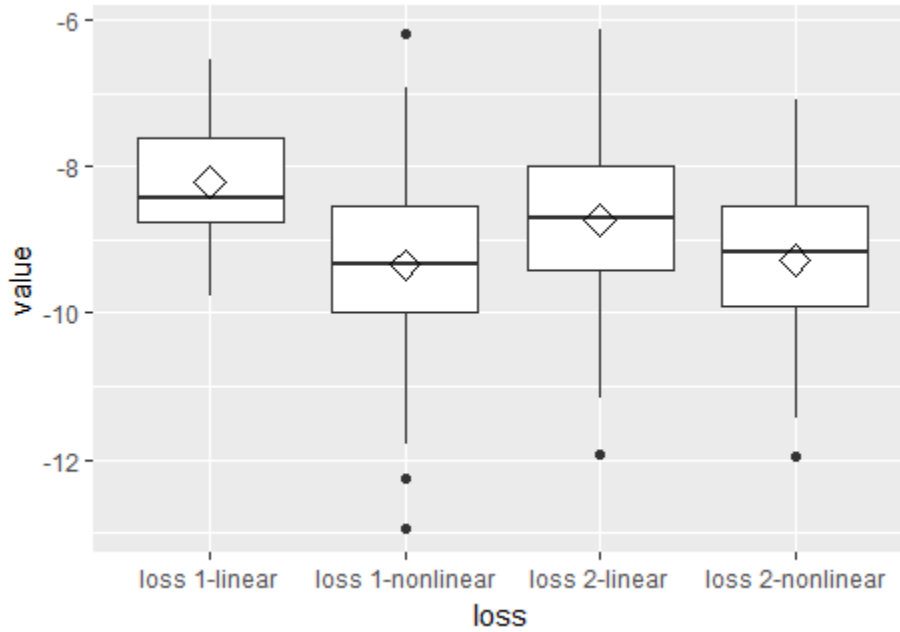 -6
-8
-10
-12
value
loss 1-linear
loss 1-nonlinear
loss 2-linear
loss 2-nonlinear
loss